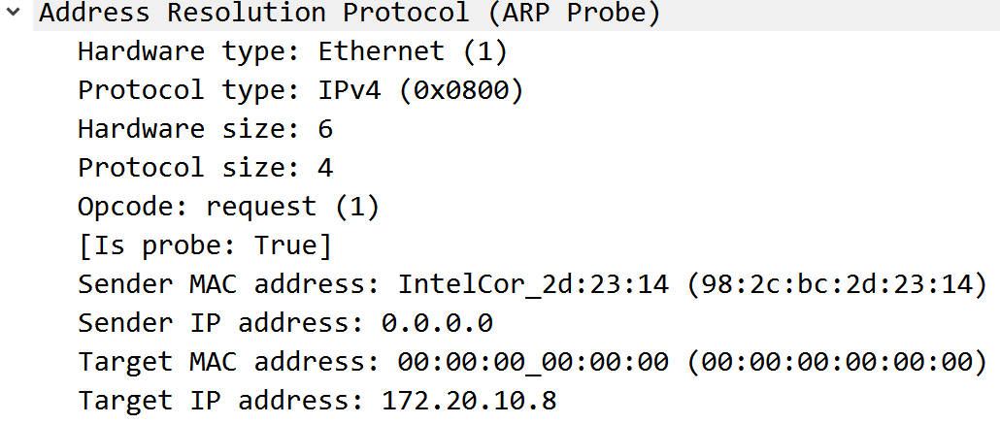 Address Resolution Protocol (ARP Probe)
Hardware type: Ethernet (1)
Protocol type: IPv4 (0x0800)
Hardware size: 6
Protocol size: 4
Opcode: request (1)
[Is probe: True]
Sender MAC address: IntelCor_2d:23:14 (98:2c:bc:2d:23:14)
Sender IP address: 0.0.0.0
Target MAC address: 00:00:00_00:00:00 (00:00:00:00:00:00)
Target IP address: 172.20.10.8